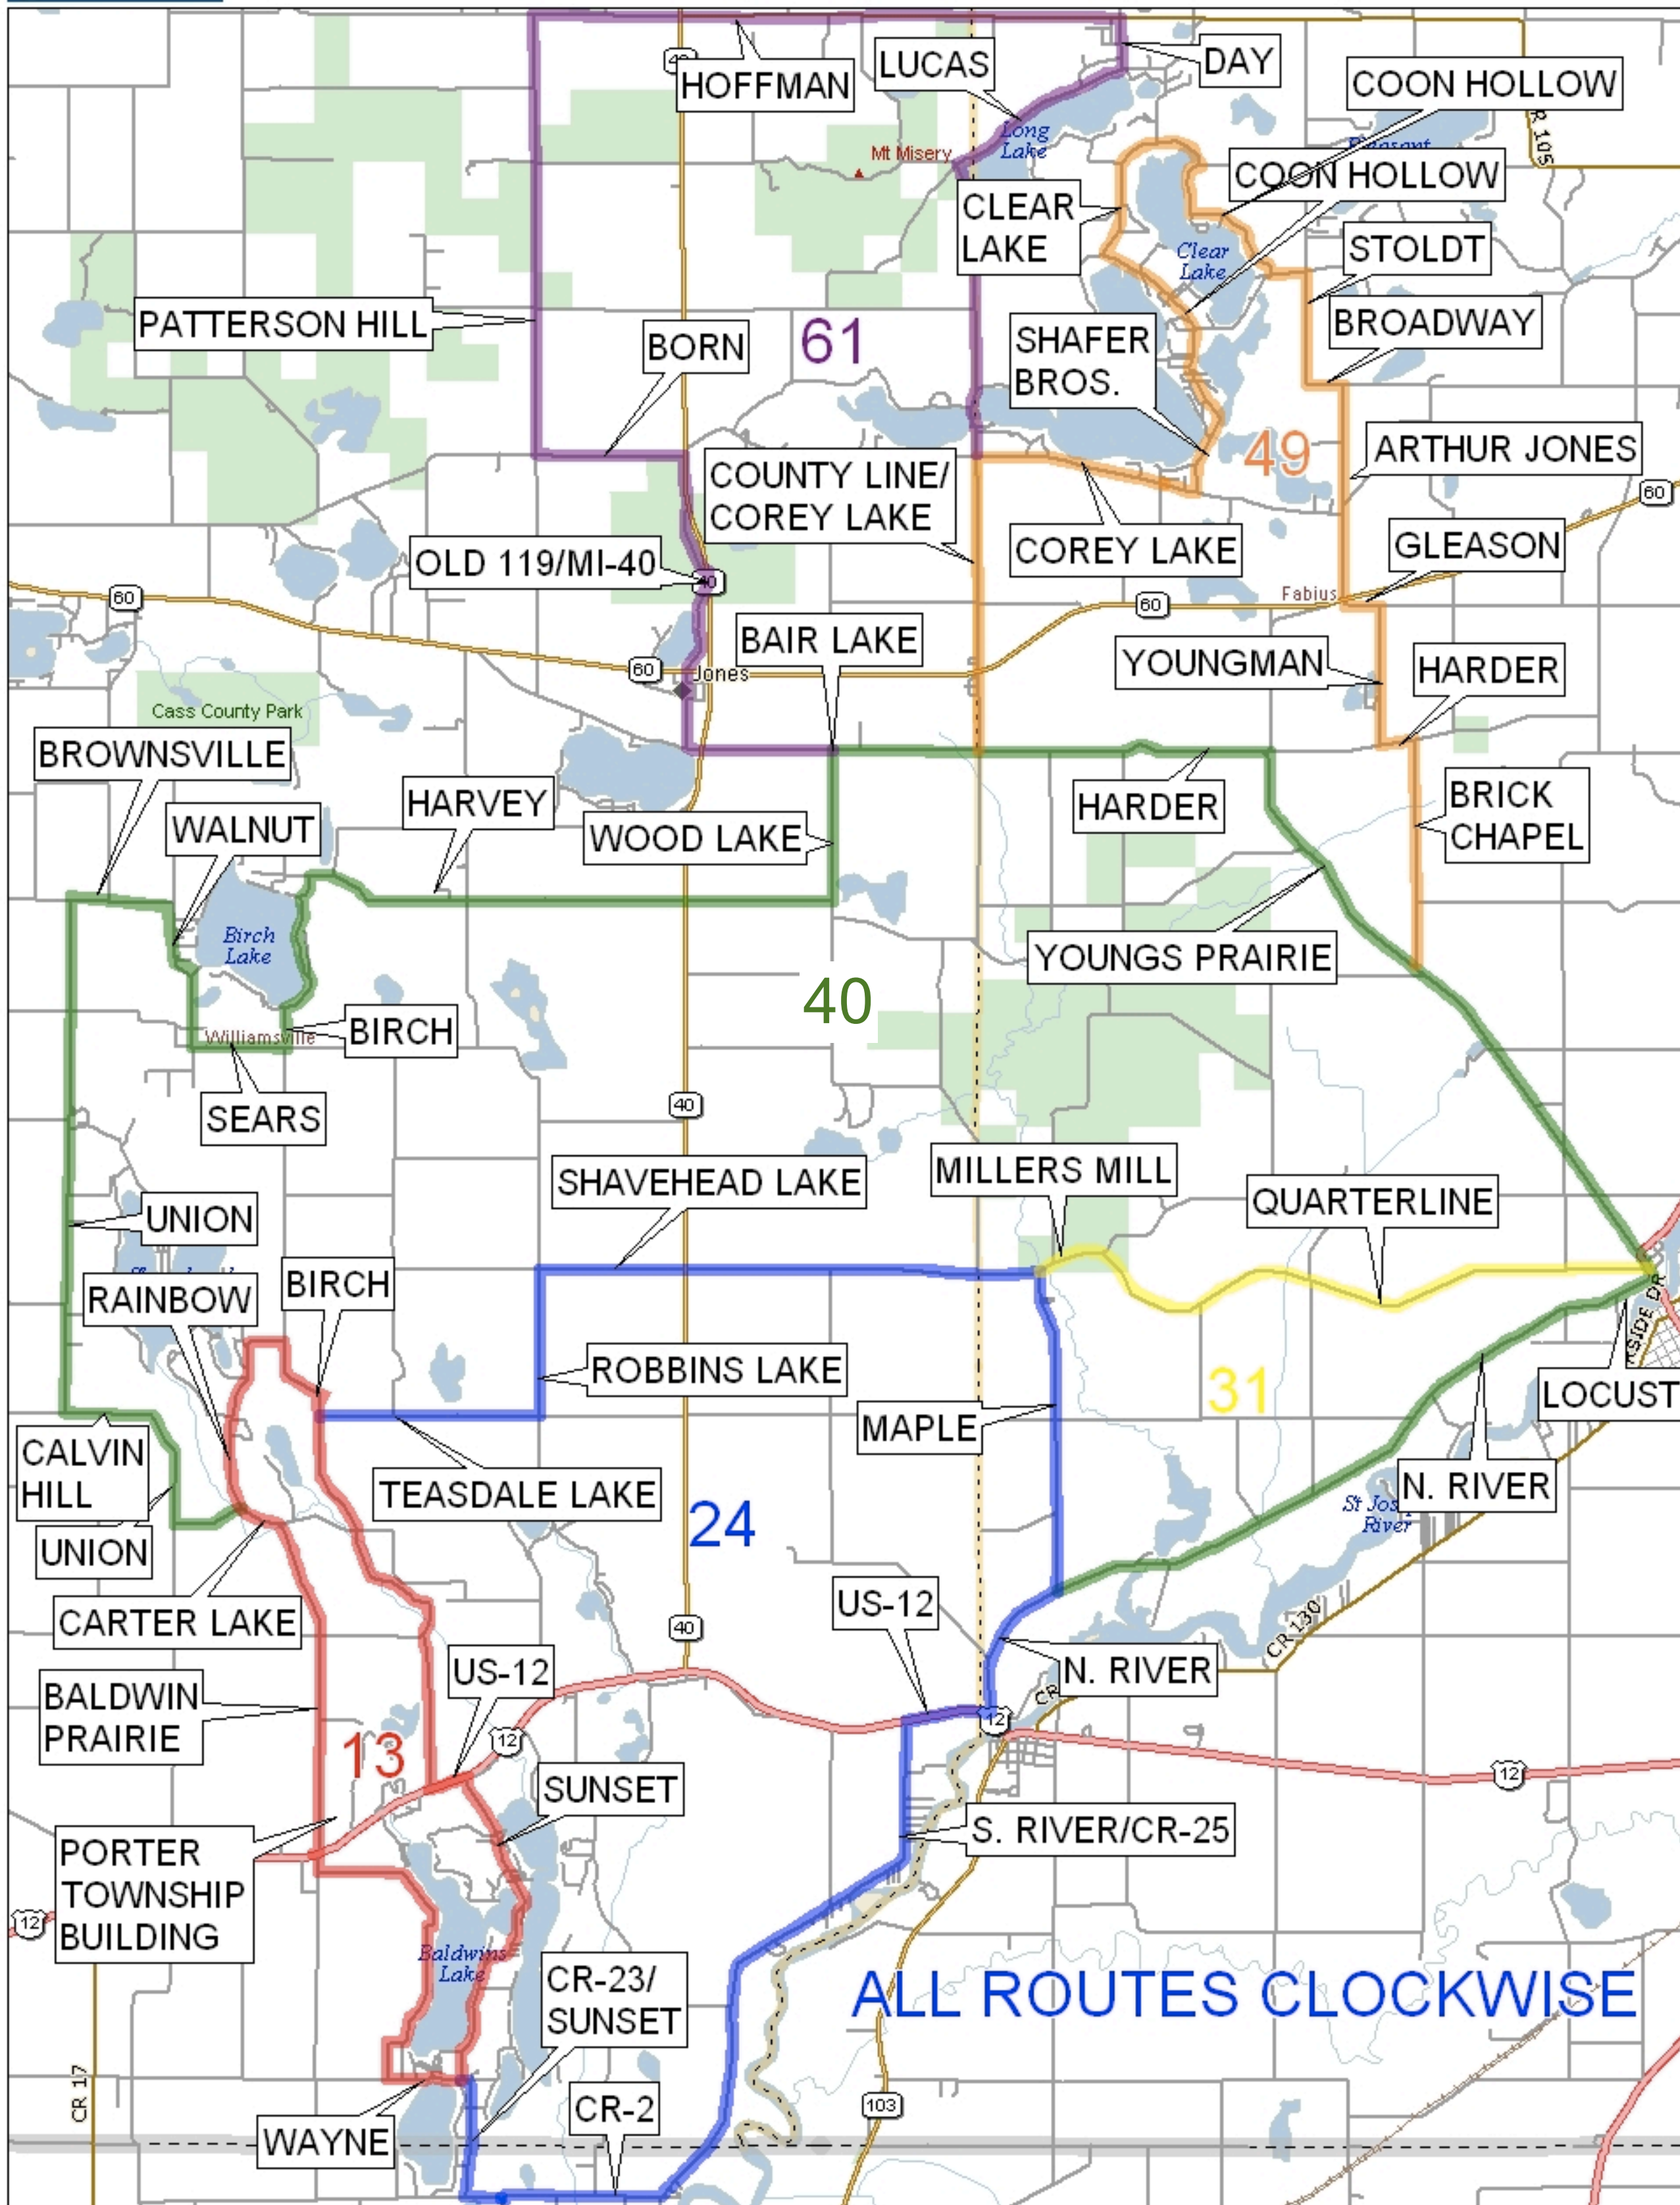 HOFFMAN
LUCAS
DAY
COON HOLLOW
R 105
Long
Lake
Mt Misery
COON HOLLOW
CLEAR
LAKE
Clear
Lake
STOLDT
PATTERSON HILL
BORN
61
SHAFER
BROS.
BROADWAY
49
ARTHUR JONES
COUNTY LINE/
COREY LAKE
60
OLD 119/MI-40
40
COREY LAKE
GLEASON
60
60
Fabius
BAIR LAKE
60
Jones
YOUNGMAN
HARDER
Cass County Park
BROWNSVILLE
HARVEY
WALNUT
WOOD LAKE
HARDER
BRICK
CHAPEL
Birch
Lake
YOUNGS PRAIRIE
40
Williamsville
BIRCH
SEARS
40
SHAVEHEAD LAKE
MILLERS MILL
QUARTERLINE
UNION
RAINBOW
BIRCH
RSIDE DR
ROBBINS LAKE
31
LOCUST
MAPLE
CALVIN
HILL
TEASDALE LAKE
24
N. RIVER
St Jos
River
UNION
CARTER LAKE
US-12
40
CR 130
US-12
N. RIVER
BALDWIN
PRAIRIE
CR
13
12
12
12
SUNSET
PORTER
TOWNSHIP
BUILDING
S. RIVER/CR-25
12
Baldwins
Lake
CR-23/
SUNSET
ALL ROUTES CLOCKWISE
CR 17
CR-2
103
WAYNE